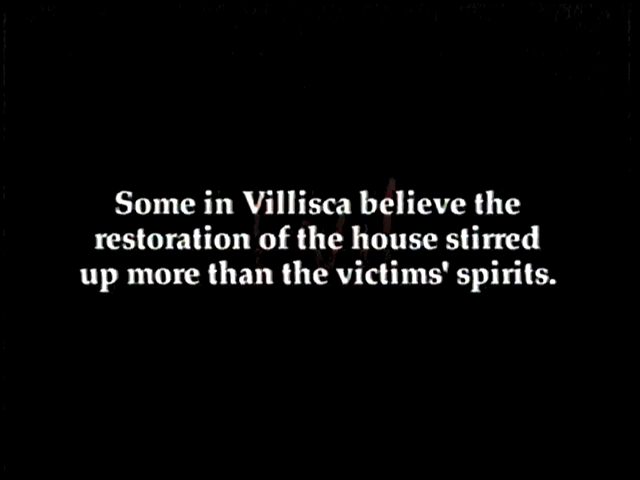 Some in Villisca believe the
restoration of the house stirred
up more than the victims' spirits.